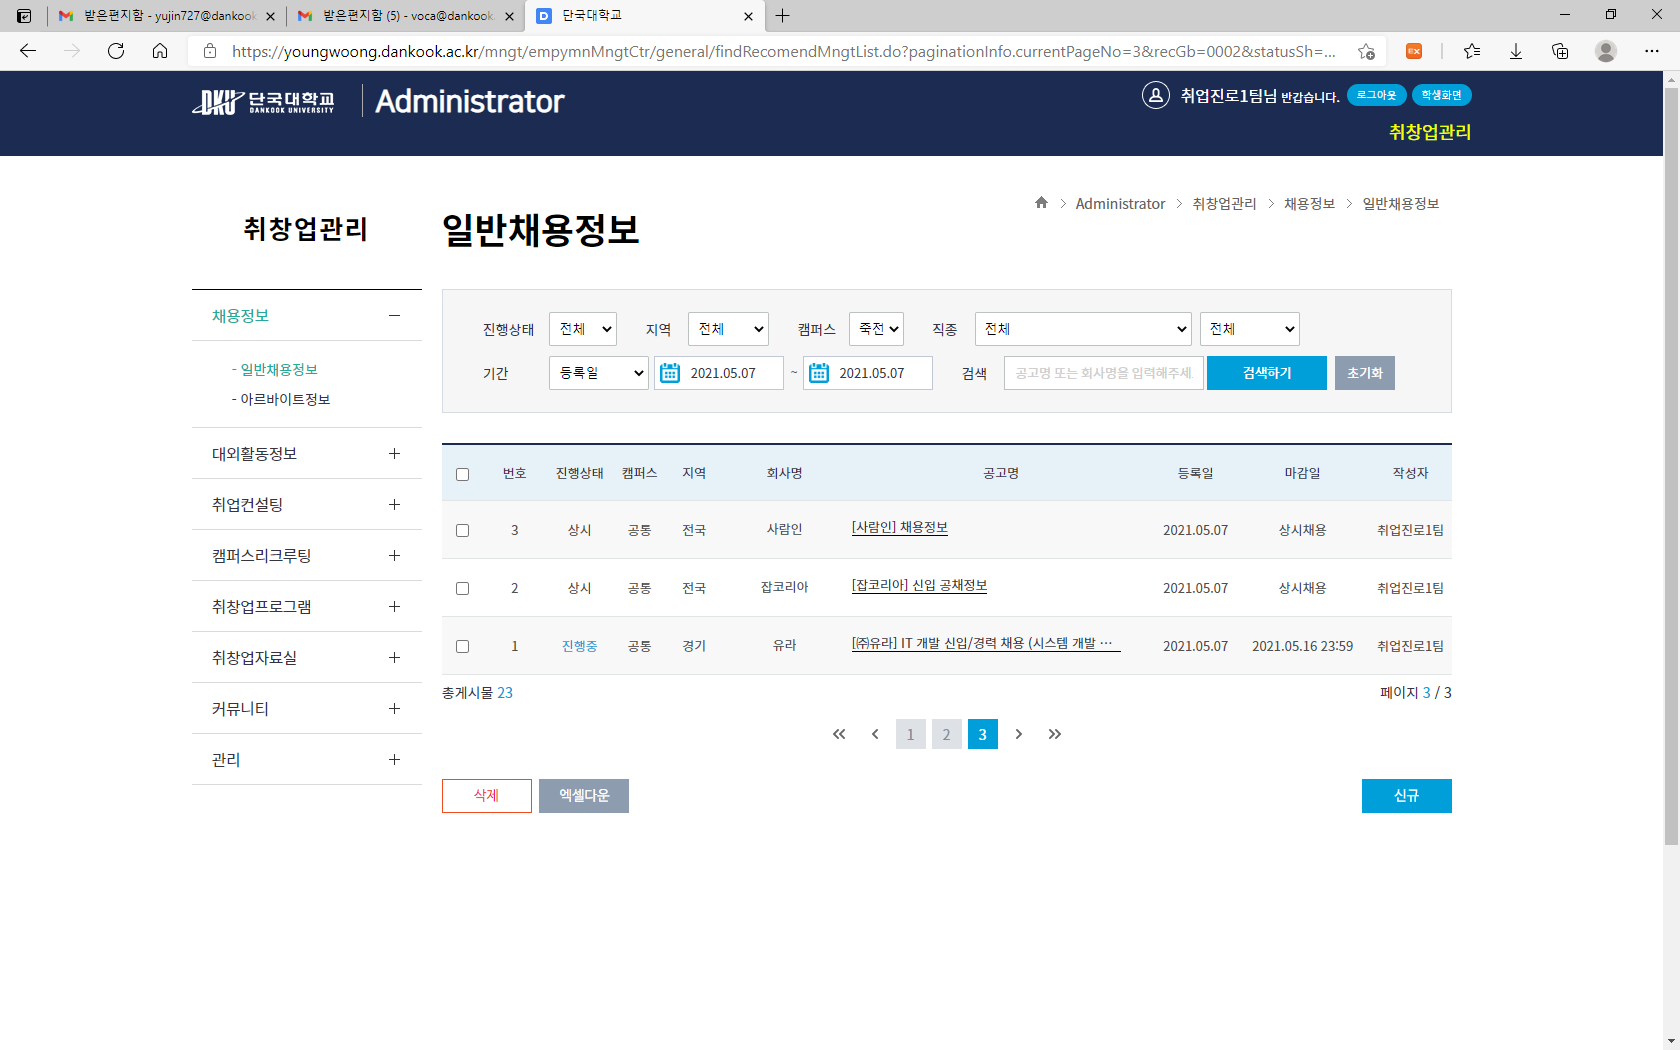 받은편지함 - yujin727@dankook
받은편지함 (5) - voca@dankook.
단국대학교
https://youngwoong.dankook.ac.kr/mngt/empymnMngtCtr/general/findRecomendMngtList.do?paginationInfo.currentPageNo=3&recGb=0002&statusSh=...
DKU 단국대학교 DANKOOK UNIVERSITY Administrator
취업진로1팀님 반갑습니다. 로그아웃 학생화면
취창업관리
Administrator > 취창업관리 > 채용정보 > 일반채용정보
취창업관리
일반채용정보
채용정보
- 일반채용정보
- 아르바이트정보
대외활동정보
취업컨설팅
캠퍼스리크루팅
취창업프로그램
취창업자료실
커뮤니티
관리
진행상태 전체 지역 전체 캠퍼스 죽전 직종 전체 전체
기간 등록일 2021.05.07 ~ 2021.05.07 검색 공고명 또는 회사명을 입력해주세. 검색하기 초기화
번호 진행상태 캠퍼스 지역 회사명 공고명 등록일 마감일 작성자
3 상시 공통 전국 사람인 [사람인] 채용정보 2021.05.07 상시채용 취업진로1팀
2 상시 공통 전국 잡코리아 [잡코리아] 신입 공채정보 2021.05.07 상시채용 취업진로1팀
1 진행중 공통 경기 유라 [㈜유라] IT 개발 신입/경력 채용 (시스템 개발 ··· 2021.05.07 2021.05.16 23:59 취업진로1팀
총게시물 23
페이지 3 / 3
« ‹ 1 2 3 › »
삭제 엑셀다운 신규